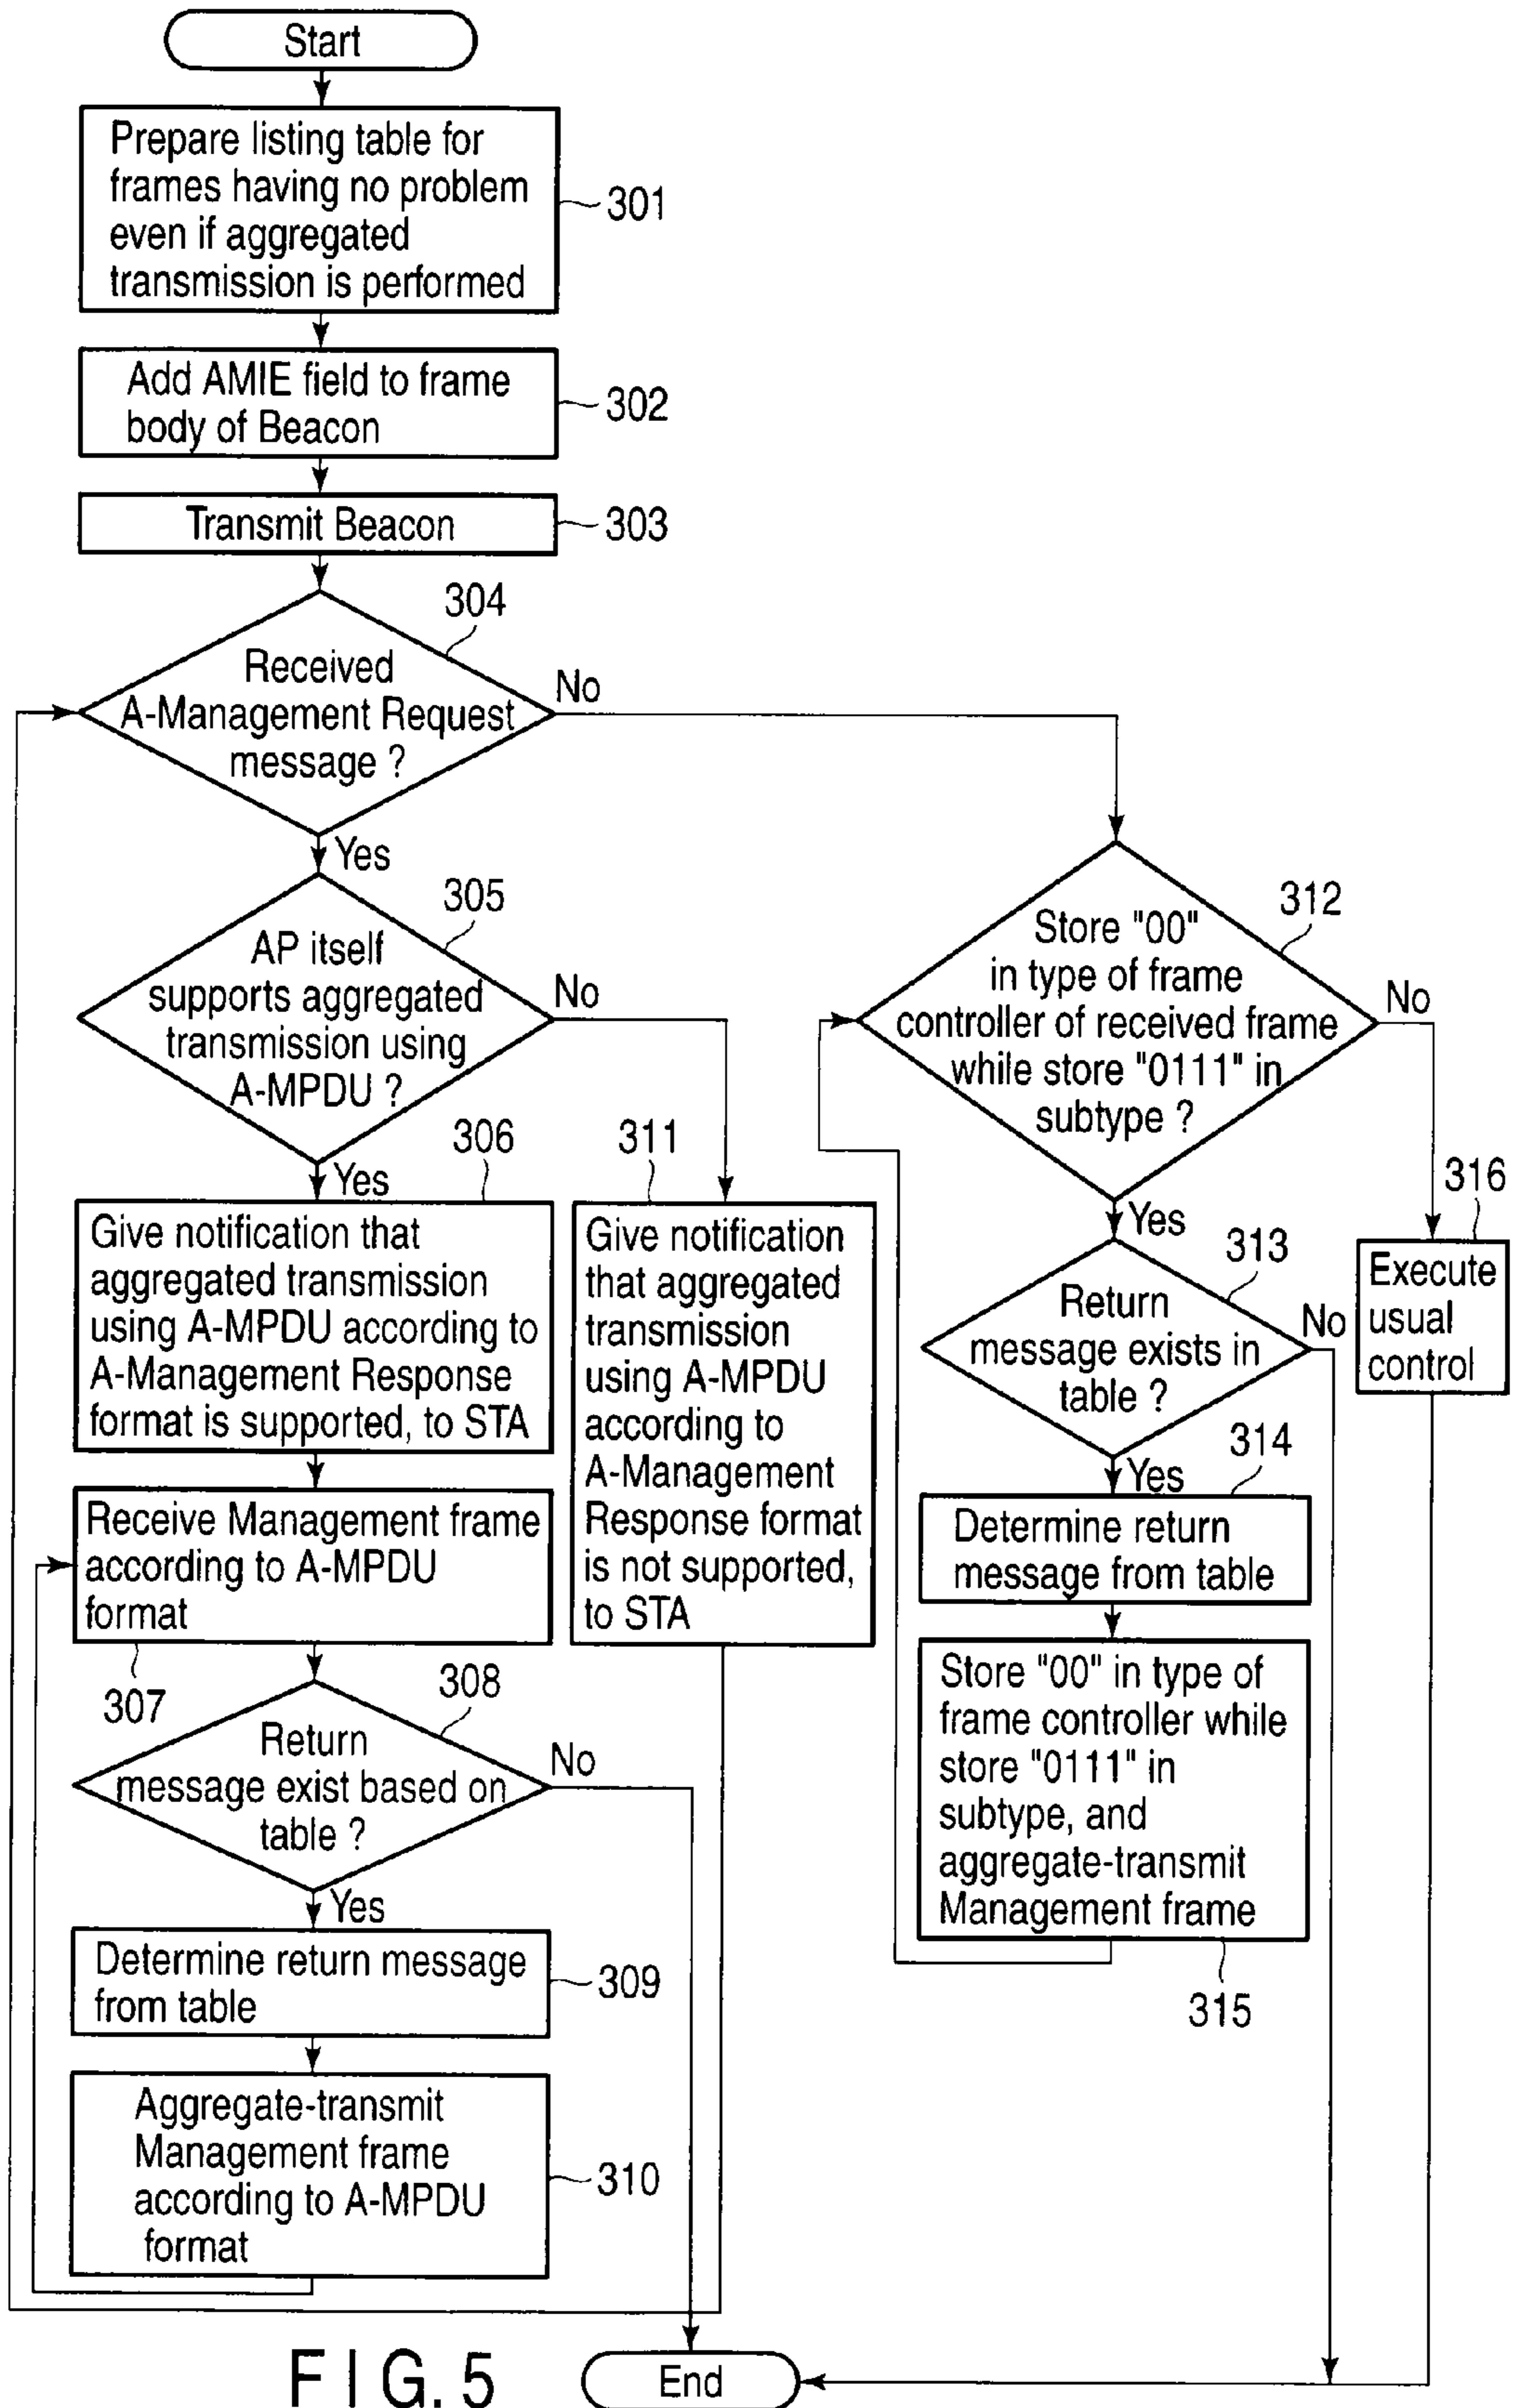 Start
Prepare listing table for
frames having no problem
even if aggregated
transmission is performed
301
Add AMIE field to frame
body of Beacon
302
Transmit Beacon
303
304
Received
A-Management Request
message ?
No
Yes
305
AP itself
supports aggregated
transmission using
A-MPDU ?
No
Yes
306
Give notification that
aggregated transmission
using A-MPDU according to
A-Management Response
format is supported, to STA
311
Give notification
that aggregated
transmission
using A-MPDU
according to
A-Management
Response format
is not supported,
to STA
Receive Management frame
according to A-MPDU
format
307
308
Return
message exist based on
table ?
No
Yes
Determine return message
from table
309
Aggregate-transmit
Management frame
according to A-MPDU
format
310
312
Store "00"
in type of frame
controller of received frame
while store "0111" in
subtype ?
No
Yes
316
Execute
usual
control
313
Return
message exists in
table ?
No
Yes
314
Determine return
message from table
Store "00" in type of
frame controller while
store "0111" in
subtype, and
aggregate-transmit
Management frame
315
End
FIG. 5